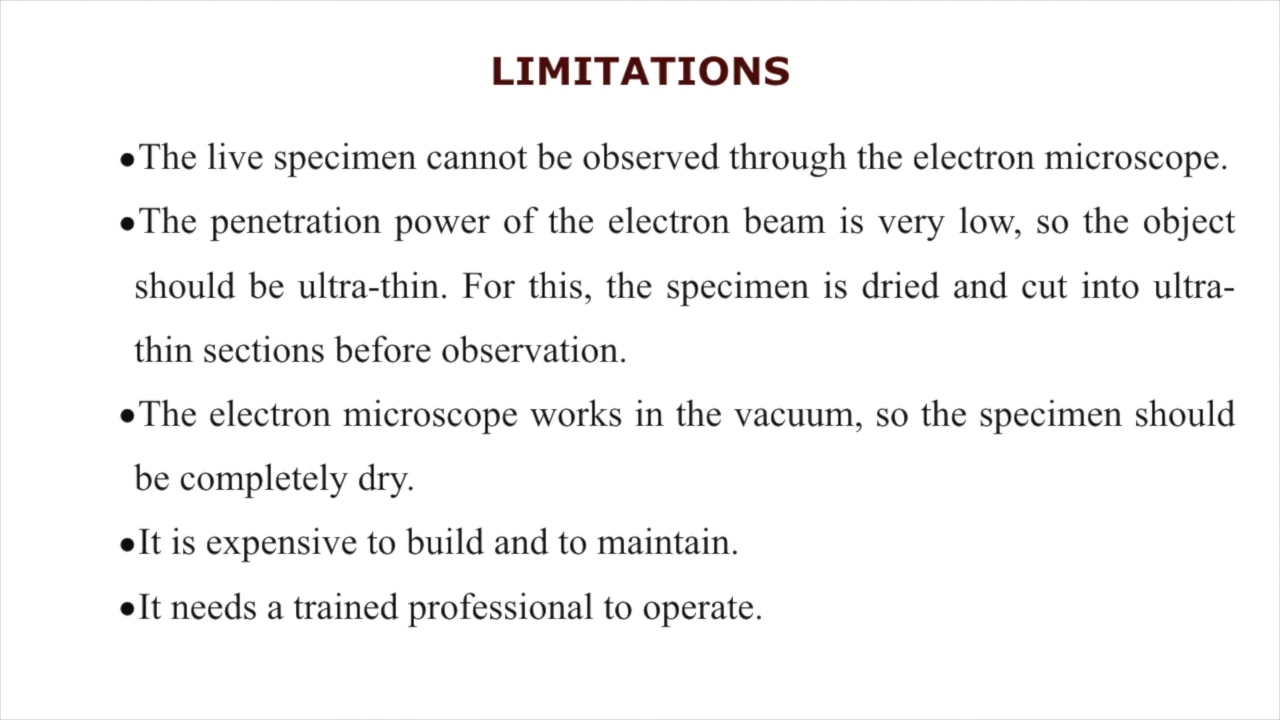 LIMITATIONS
●The live specimen cannot be observed through the electron microscope.
●The penetration power of the electron beam is very low, so the object
should be ultra-thin. For this, the specimen is dried and cut into ultra-
thin sections before observation.
●The electron microscope works in the vacuum, so the specimen should
be completely dry.
●It is expensive to build and to maintain.
●It needs a trained professional to operate.